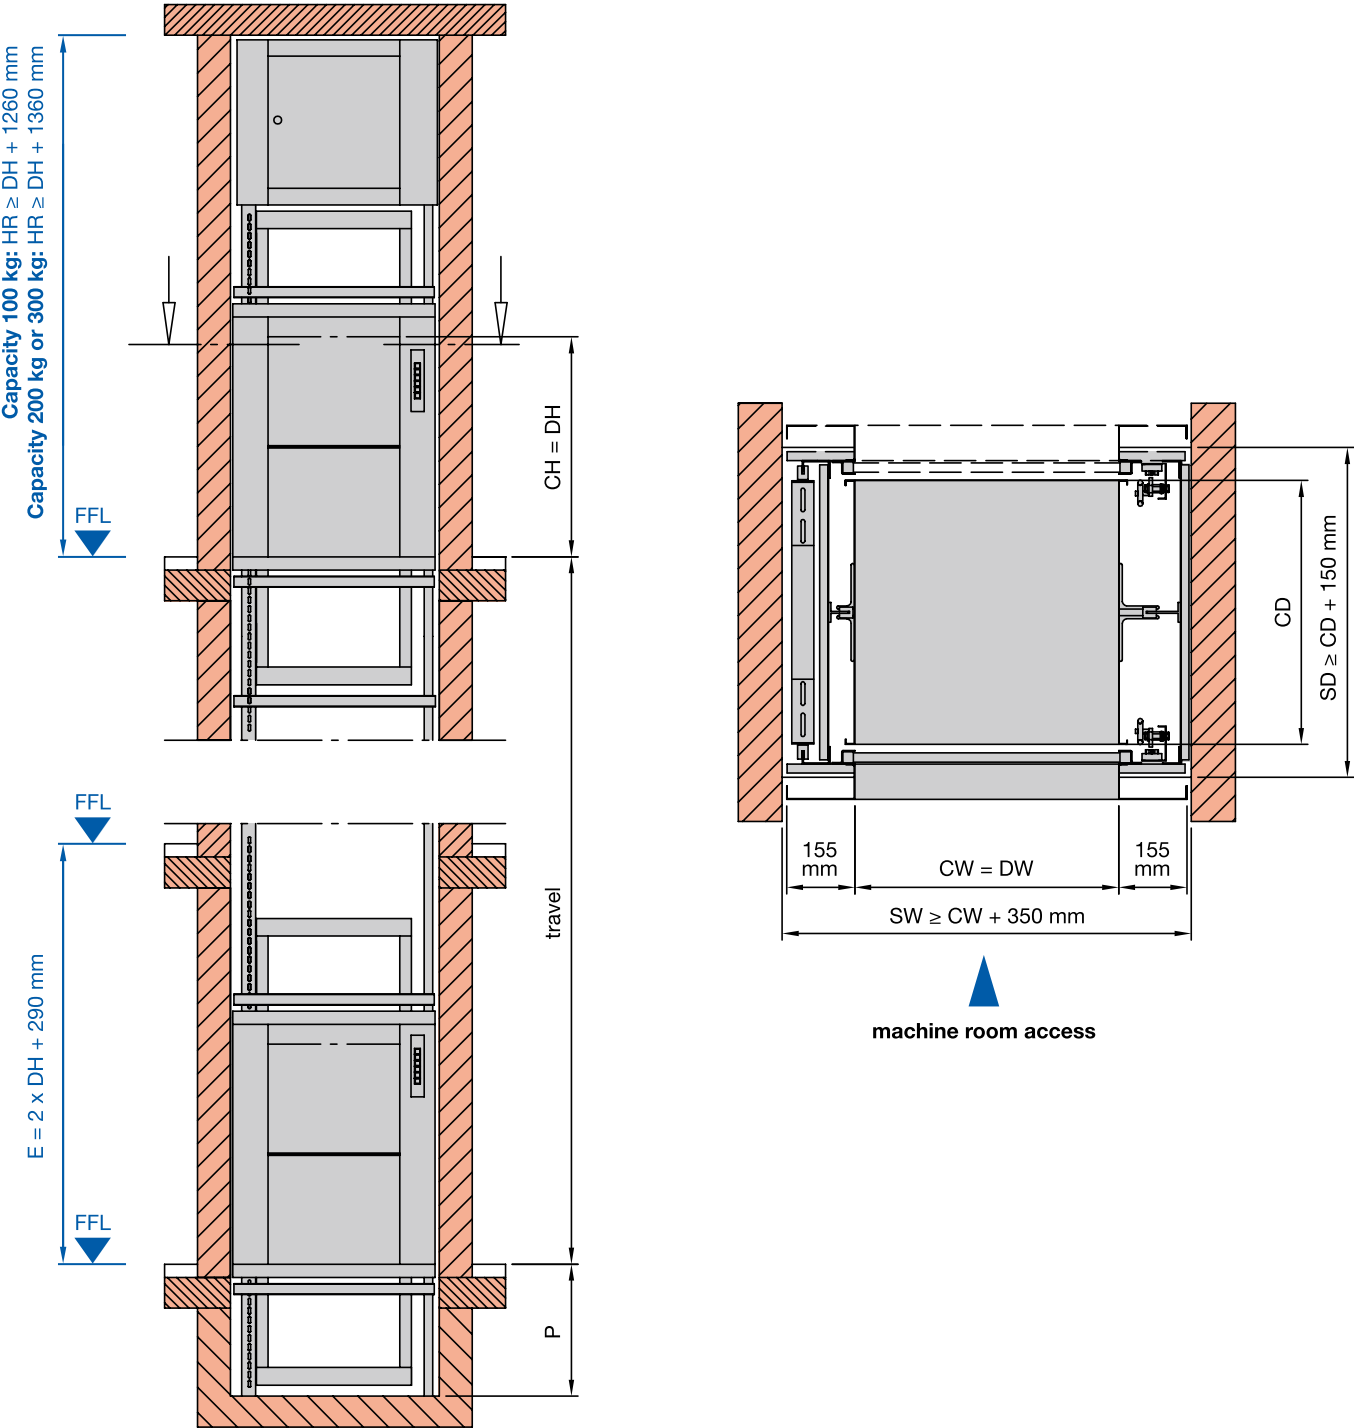 Capacity 100 kg: HR ≥ DH + 1260 mm
Capacity 200 kg or 300 kg: HR ≥ DH + 1360 mm
FFL
CH = DH
FFL
E = 2 x DH + 290 mm
travel
FFL
P
CD
SD ≥ CD + 150 mm
155
mm
CW = DW
155
mm
SW ≥ CW + 350 mm
machine room access